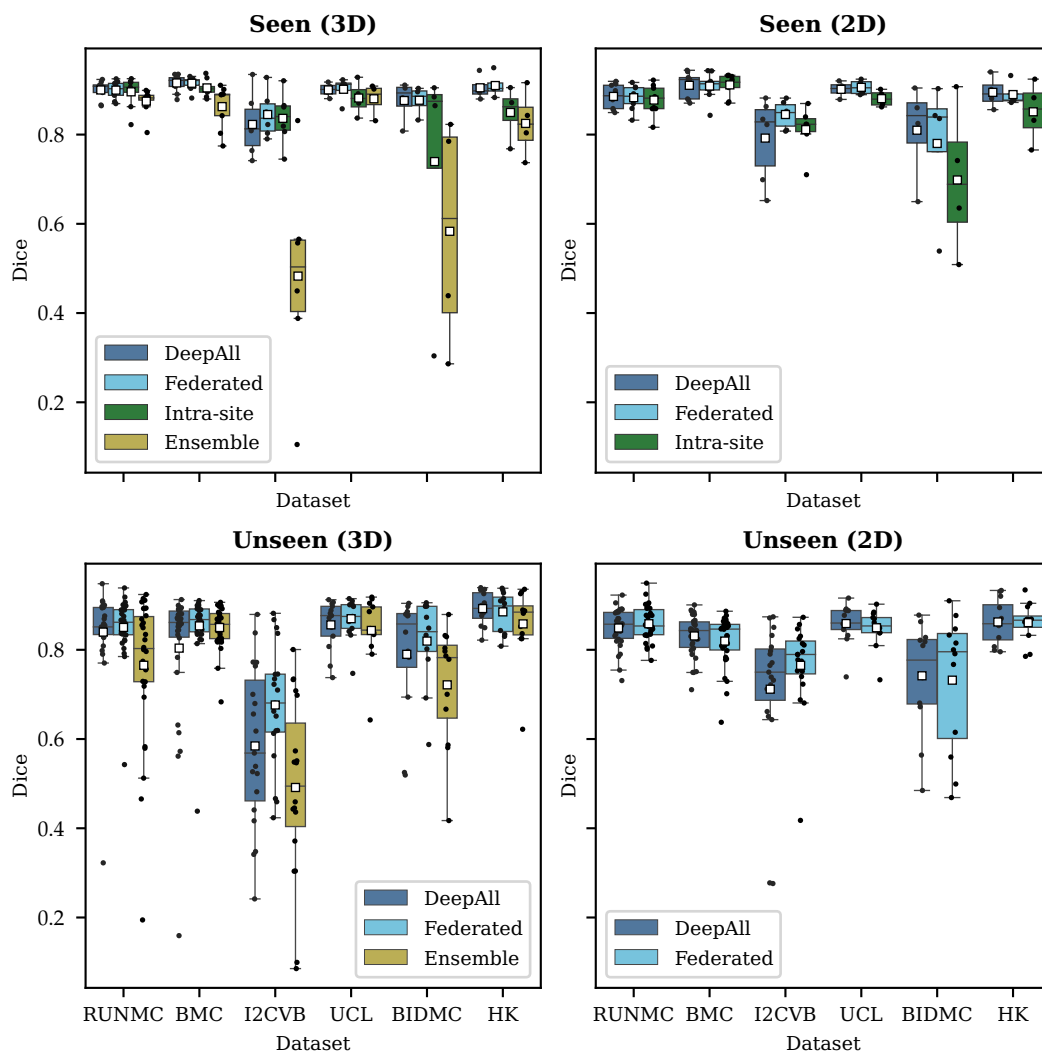 Seen (3D)
Seen (2D)
Dice
0.8
0.6
0.4
0.2
DeepAll
Federated
Intra-site
Ensemble
Dataset
Dice
DeepAll
Federated
Intra-site
Dataset
Unseen (3D)
Unseen (2D)
Dice
0.8
0.6
0.4
0.2
DeepAll
Federated
Ensemble
RUNMC BMC I2CVB UCL BIDMC HK
Dataset
Dice
DeepAll
Federated
RUNMC BMC I2CVB UCL BIDMC HK
Dataset